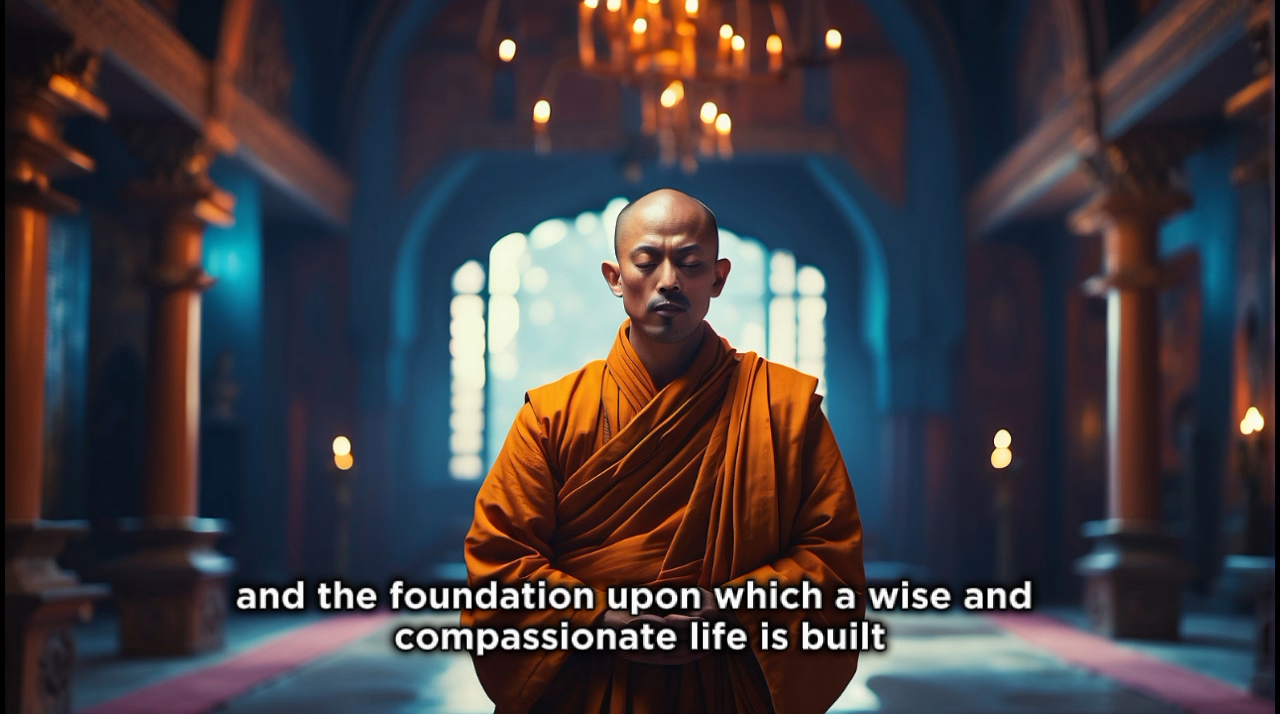 and the foundation upon which a wise and
compassionate life is built